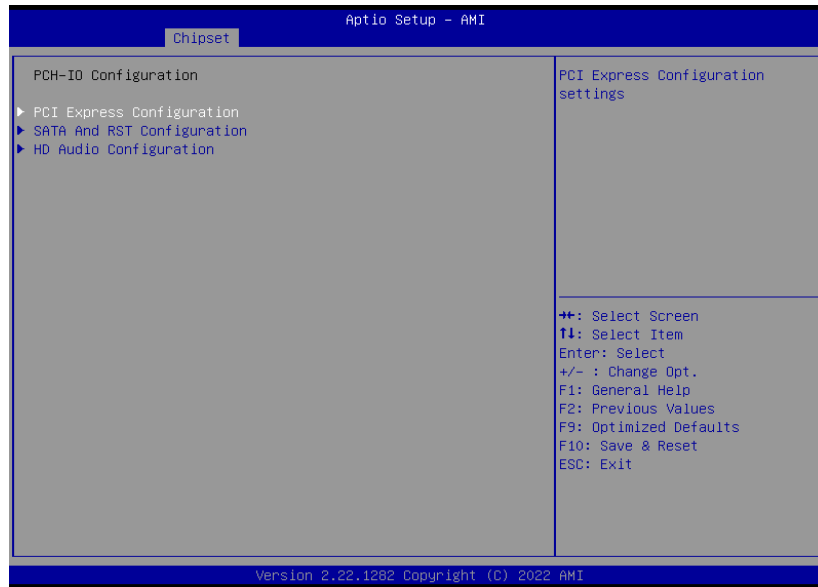 Aptio Setup – AMI
Chipset
PCH-IO Configuration
▶ PCI Express Configuration
▶ SATA And RST Configuration
▶ HD Audio Configuration
PCI Express Configuration
settings
→←: Select Screen
↑↓: Select Item
Enter: Select
+/– : Change Opt.
F1: General Help
F2: Previous Values
F9: Optimized Defaults
F10: Save & Reset
ESC: Exit
Version 2.22.1282 Copyright (C) 2022 AMI